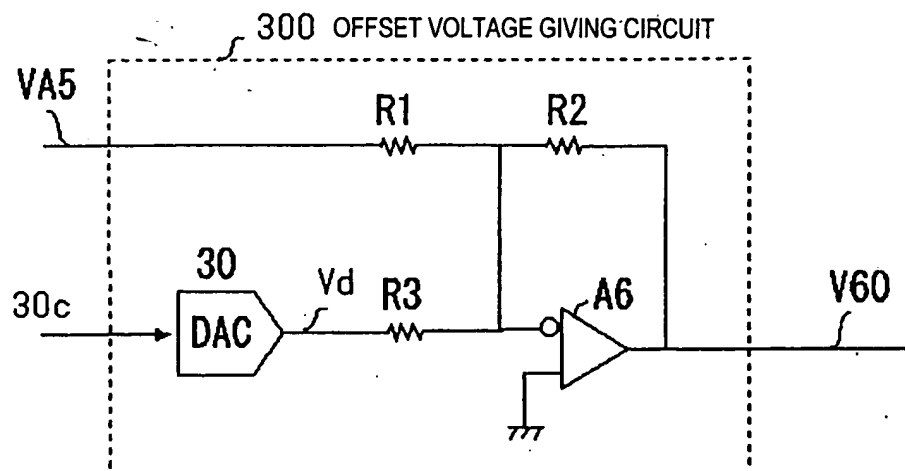 300 OFFSET VOLTAGE GIVING CIRCUIT
VA5
R1
R2
30
30c
DAC
Vd
R3
A6
V60